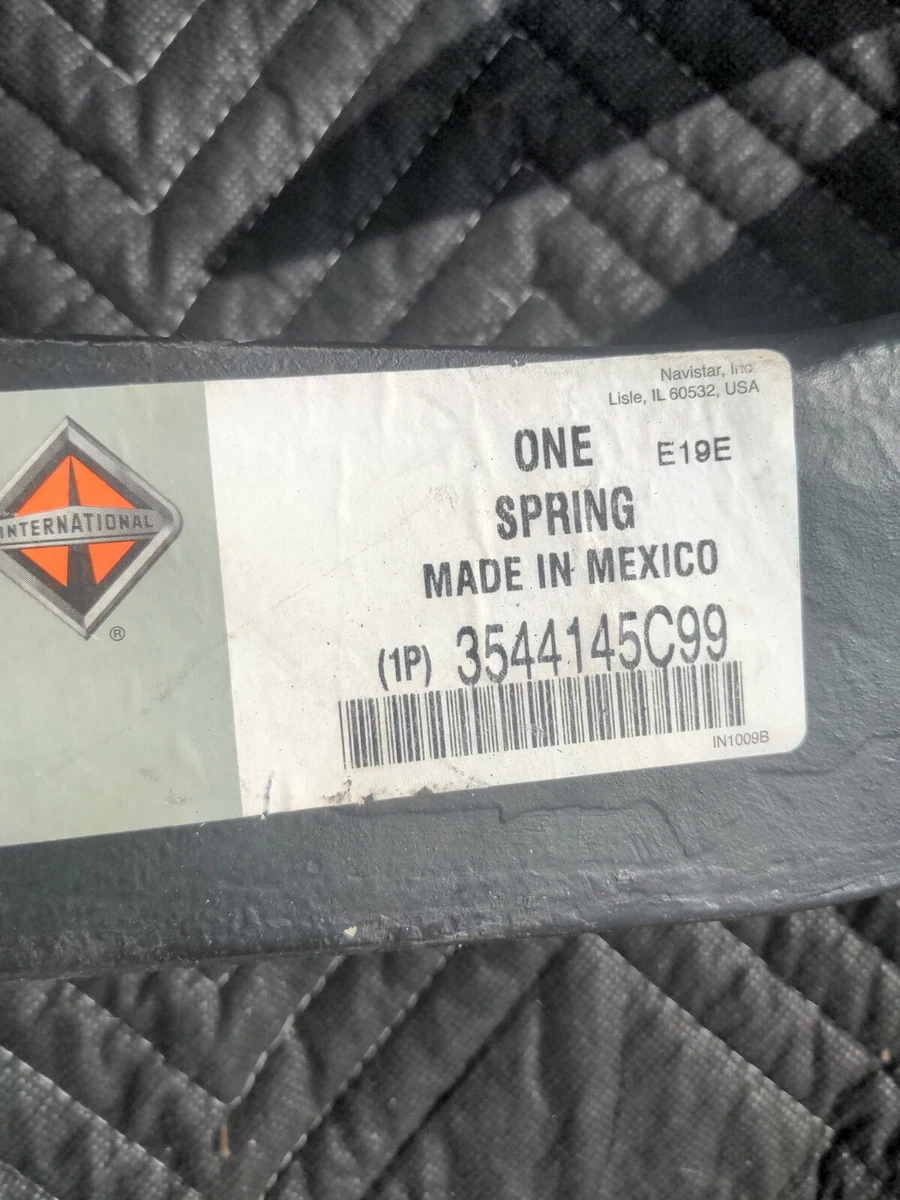 Navistar, Inc.
Lisle, IL 60532, USA
ONE E19E
SPRING
MADE IN MEXICO
(1P) 3544145C99
IN1009B
INTERNATIONAL
®